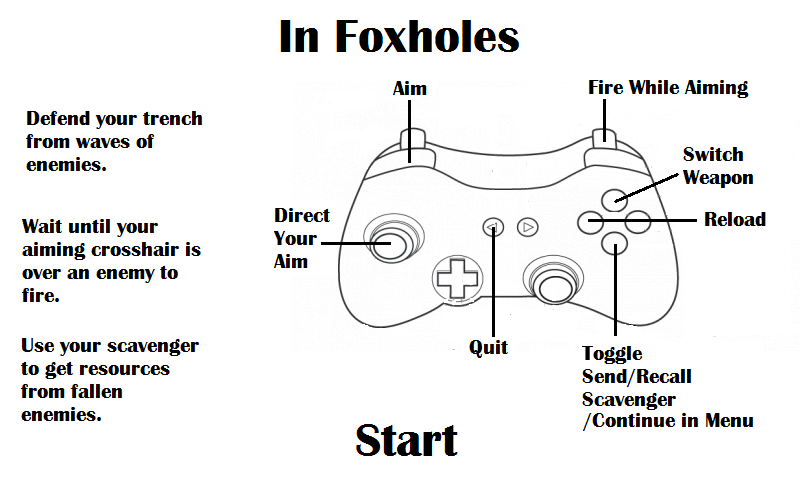 In Foxholes
Aim
Fire While Aiming
Defend your trench
from waves of
enemies.
Switch
Weapon
Reload
Direct
Your
Aim
Wait until your
aiming crosshair is
over an enemy to
fire.
Use your scavenger
to get resources
from fallen
enemies.
Quit
Toggle
Send/Recall
Scavenger
/Continue in Menu
Start